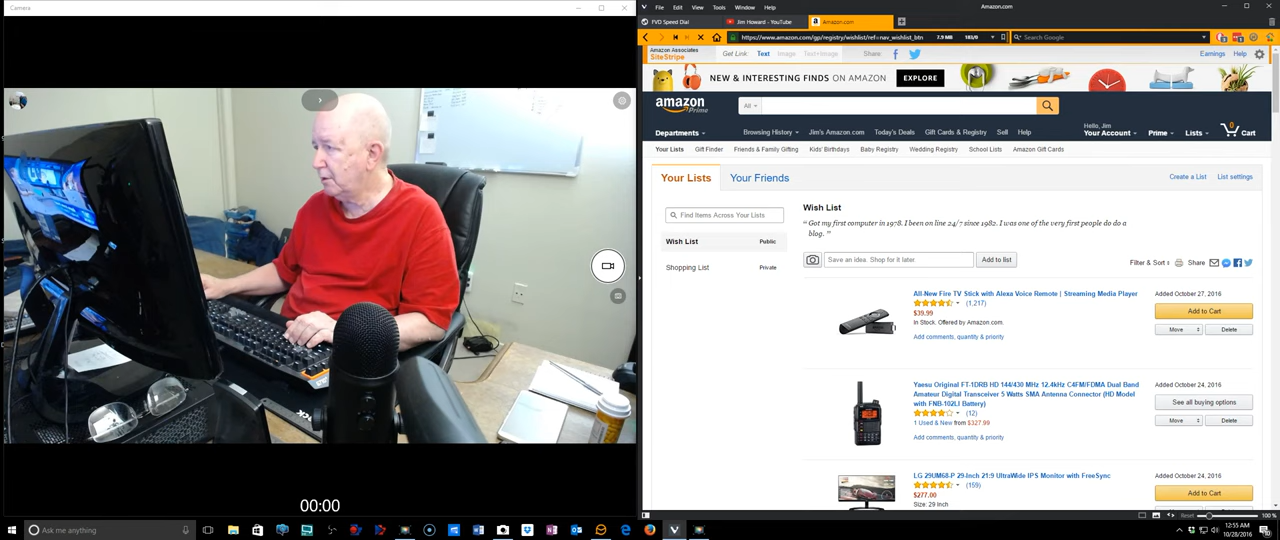 Camera
00:00
File Edit View Tools Window Help
Amazon.com
FVD Speed Dial
Jim Howard - YouTube
Amazon.com
https://www.amazon.com/gp/registry/wishlist/ref=nav_wishlist_btn
7.9 MB
183/0
Search Google
Amazon Associates
SiteStripe
Get Link: Text Image Text+Image
Share:
Earnings Help
NEW & INTERESTING FINDS ON AMAZON EXPLORE
amazon
Prime
All
Departments
Browsing History Jim's Amazon.com Today's Deals Gift Cards & Registry Sell Help
Hello, Jim
Your Account
Prime
Lists
0
Cart
Your Lists Gift Finder Friends & Family Gifting Kids' Birthdays Baby Registry Wedding Registry School Lists Amazon Gift Cards
Your Lists
Your Friends
Create a List List settings
Find Items Across Your Lists
Wish List Public
Shopping List Private
Wish List
“ Got my first computer in 1978. I been on line 24/7 since 1982. I was one of the very first people do do a
blog. ”
Save an idea. Shop for it later.
Add to list
Filter & Sort
All-New Fire TV Stick with Alexa Voice Remote | Streaming Media Player
(1,217)
$39.99
In Stock. Offered by Amazon.com.
Add comments, quantity & priority
Added October 27, 2016
Add to Cart
Move Delete
Yaesu Original FT-1DRB HD 144/430 MHz 12.4kHz C4FM/FDMA Dual Band
Amateur Digital Transceiver 5 Watts SMA Antenna Connector (HD Model
with FNB-102LI Battery)
(12)
1 Used & New from $327.99
Add comments, quantity & priority
Added October 24, 2016
See all buying options
Move Delete
LG 29UM68-P 29-Inch 21:9 UltraWide IPS Monitor with FreeSync
(159)
$277.00
Size: 29 Inch
Added October 24, 2016
Add to Cart
Reset
100 %
Ask me anything
12:55 AM
10/28/2016